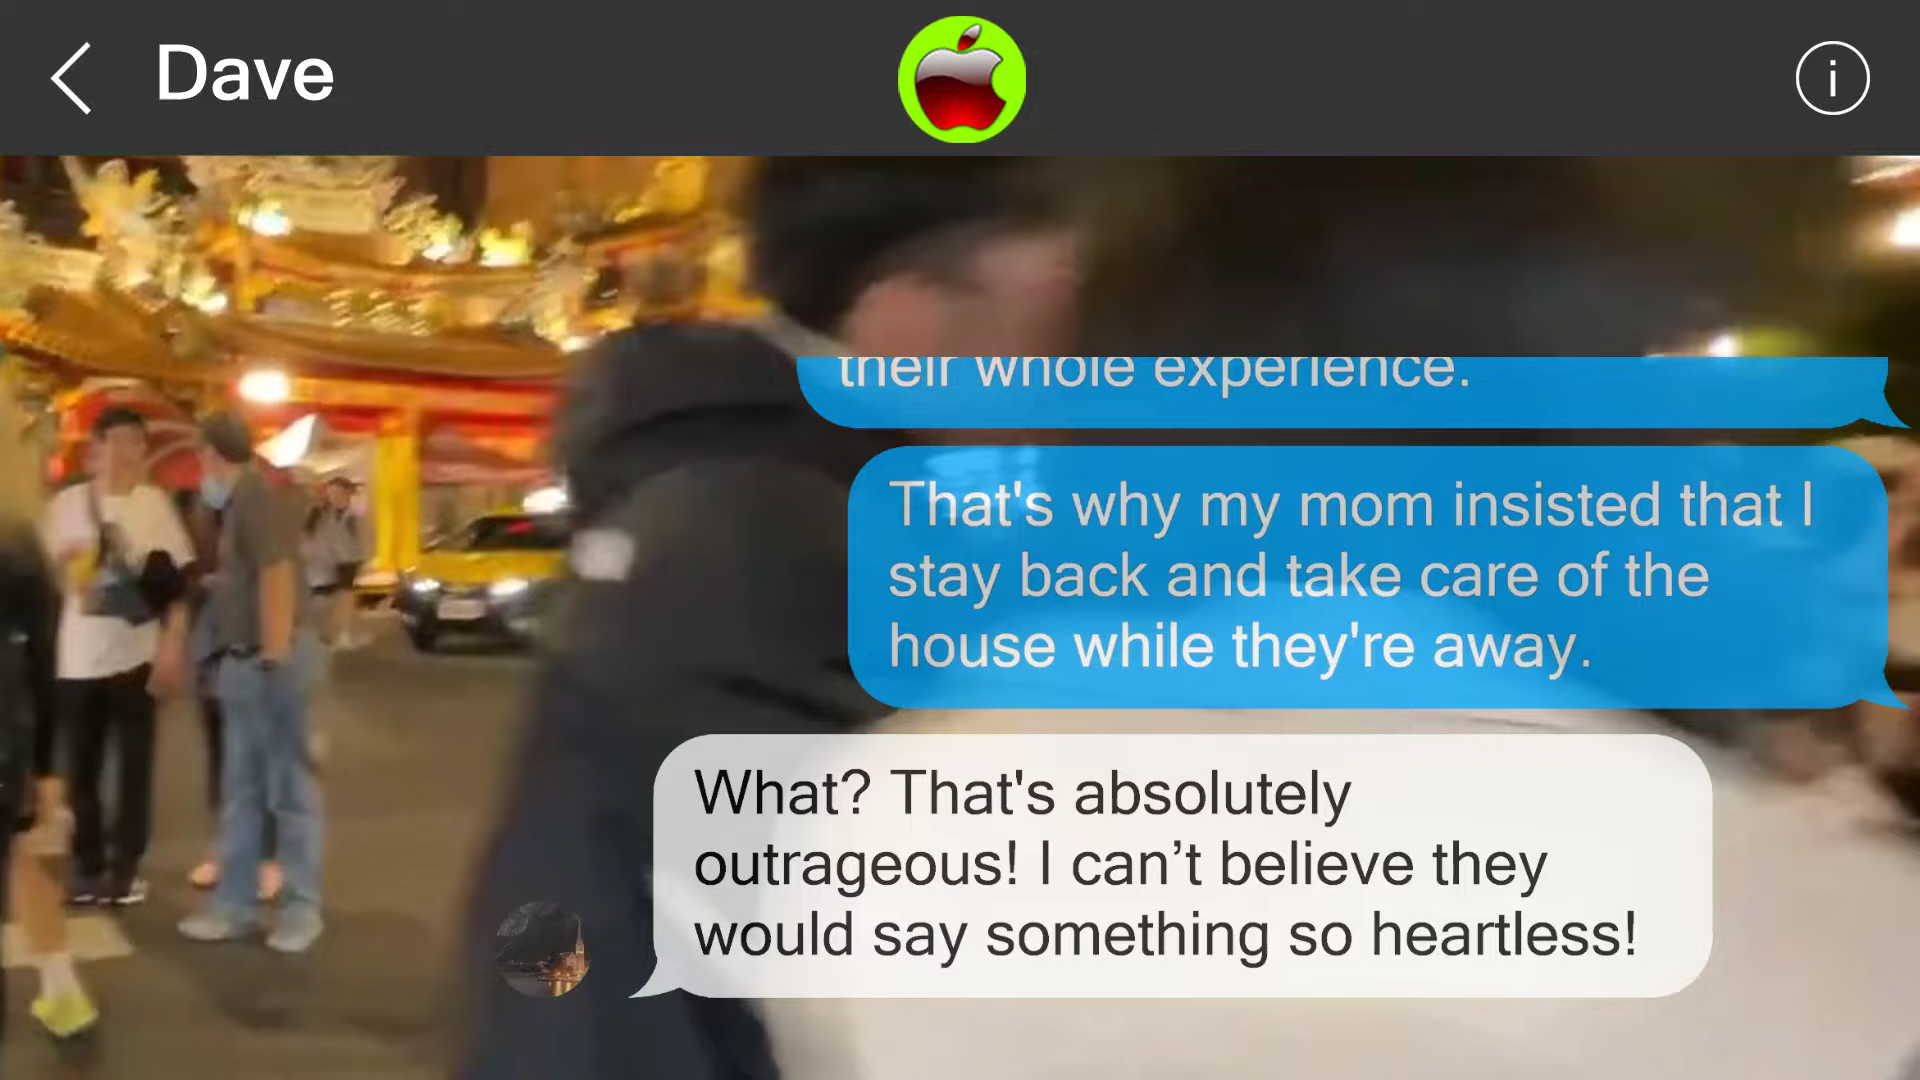 Dave
their whole experience.
That's why my mom insisted that I
stay back and take care of the
house while they're away.
What? That's absolutely
outrageous! I can’t believe they
would say something so heartless!